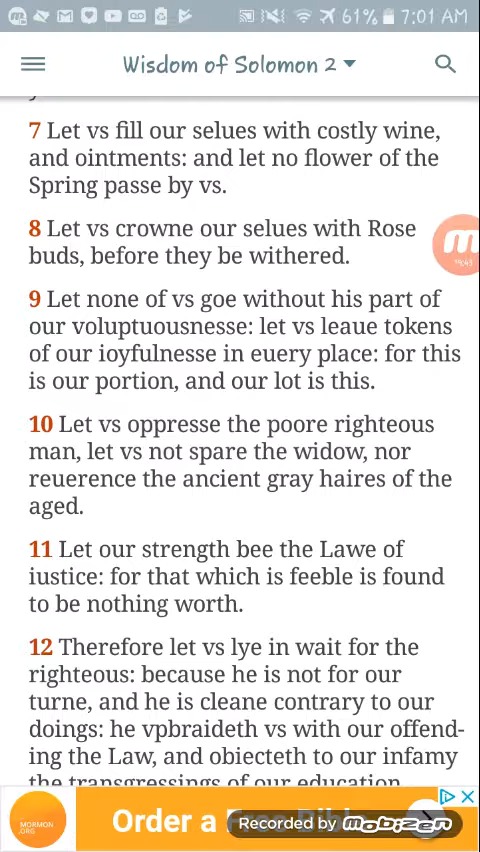 61% 7:01 AM
Wisdom of Solomon 2
7 Let vs fill our selues with costly wine,
and ointments: and let no flower of the
Spring passe by vs.
8 Let vs crowne our selues with Rose
buds, before they be withered.
9 Let none of vs goe without his part of
our voluptuousnesse: let vs leaue tokens
of our ioyfulnesse in euery place: for this
is our portion, and our lot is this.
10 Let vs oppresse the poore righteous
man, let vs not spare the widow, nor
reuerence the ancient gray haires of the
aged.
11 Let our strength bee the Lawe of
iustice: for that which is feeble is found
to be nothing worth.
12 Therefore let vs lye in wait for the
righteous: because he is not for our
turne, and he is cleane contrary to our
doings: he vpbraideth vs with our offend-
ing the Law, and obiecteth to our infamy
the transgressings of our education
MORMON
.ORG
Order a Free
Recorded by mobizen